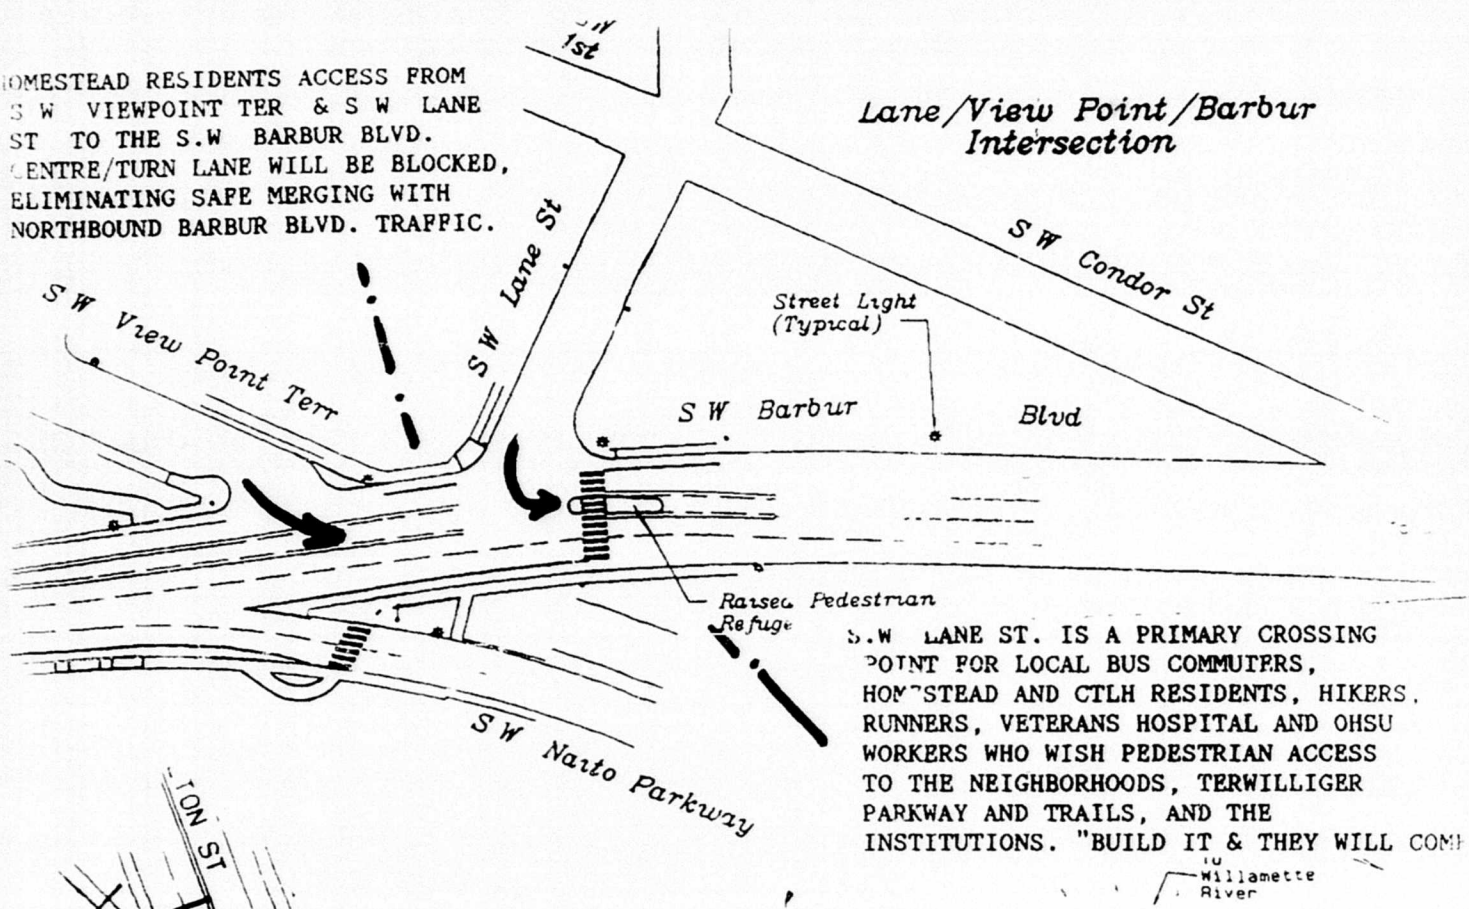 1st
OMESTEAD RESIDENTS ACCESS FROM
S W VIEWPOINT TER & S W LANE
ST TO THE S.W BARBUR BLVD.
CENTRE/TURN LANE WILL BE BLOCKED,
ELIMINATING SAFE MERGING WITH
NORTHBOUND BARBUR BLVD. TRAFFIC.
Lane/View Point/Barbur
Intersection
S W Lane St
S W Condor St
S W View Point Terr
Street Light
(Typical)
S W Barbur Blvd
Raised Pedestrian
Refuge
S.W LANE ST. IS A PRIMARY CROSSING
POINT FOR LOCAL BUS COMMUTERS,
HOMESTEAD AND CTLH RESIDENTS, HIKERS,
RUNNERS, VETERANS HOSPITAL AND OHSU
WORKERS WHO WISH PEDESTRIAN ACCESS
TO THE NEIGHBORHOODS, TERWILLIGER
PARKWAY AND TRAILS, AND THE
INSTITUTIONS. "BUILD IT & THEY WILL COM
S W Naito Parkway
TON ST
To
Willamette
River